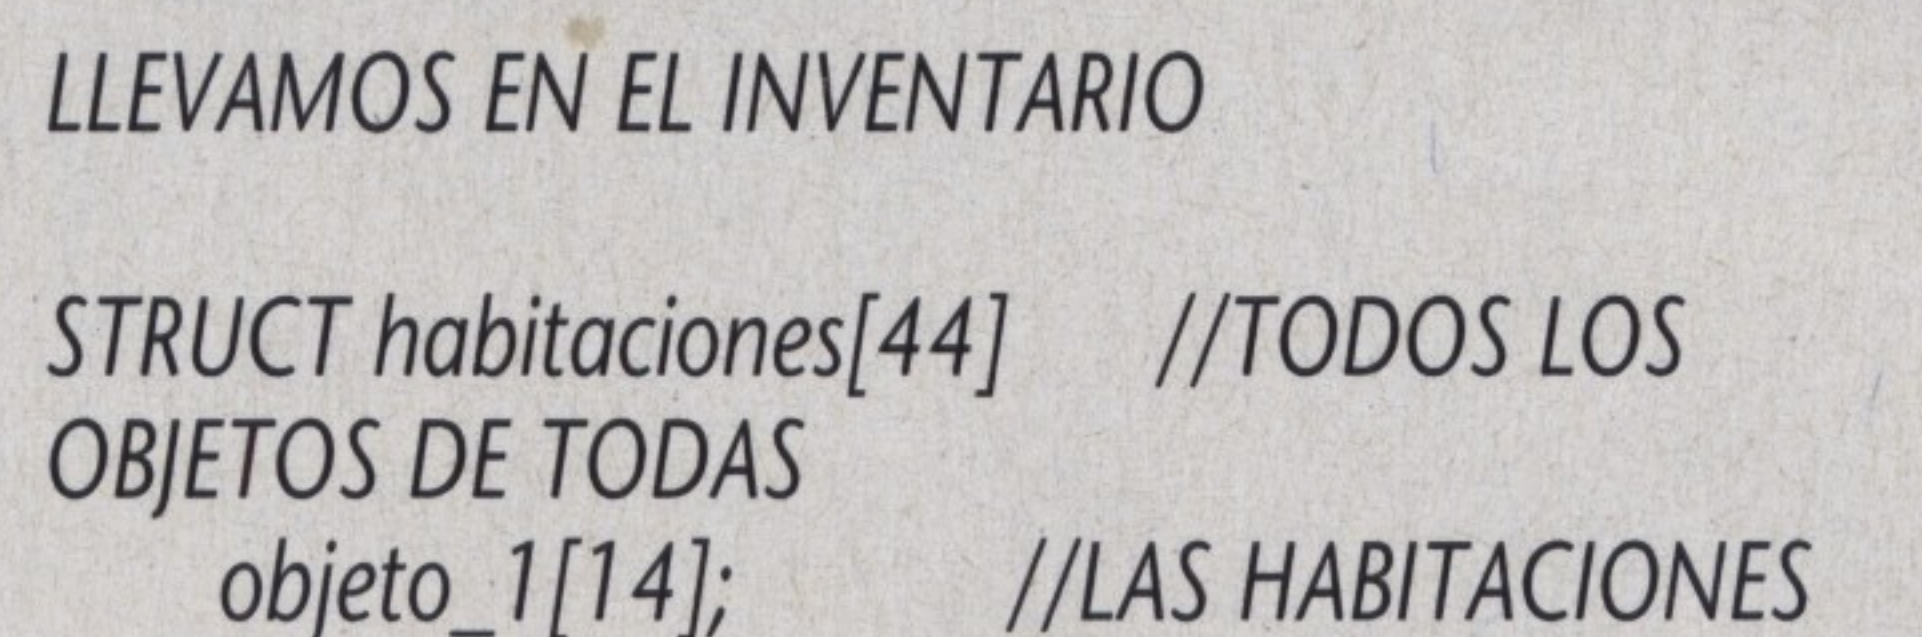 LLEVAMOS EN EL INVENTARIO
STRUCT habitaciones[44] //TODOS LOS
OBJETOS DE TODAS
objeto_1[14]; //LAS HABITACIONES